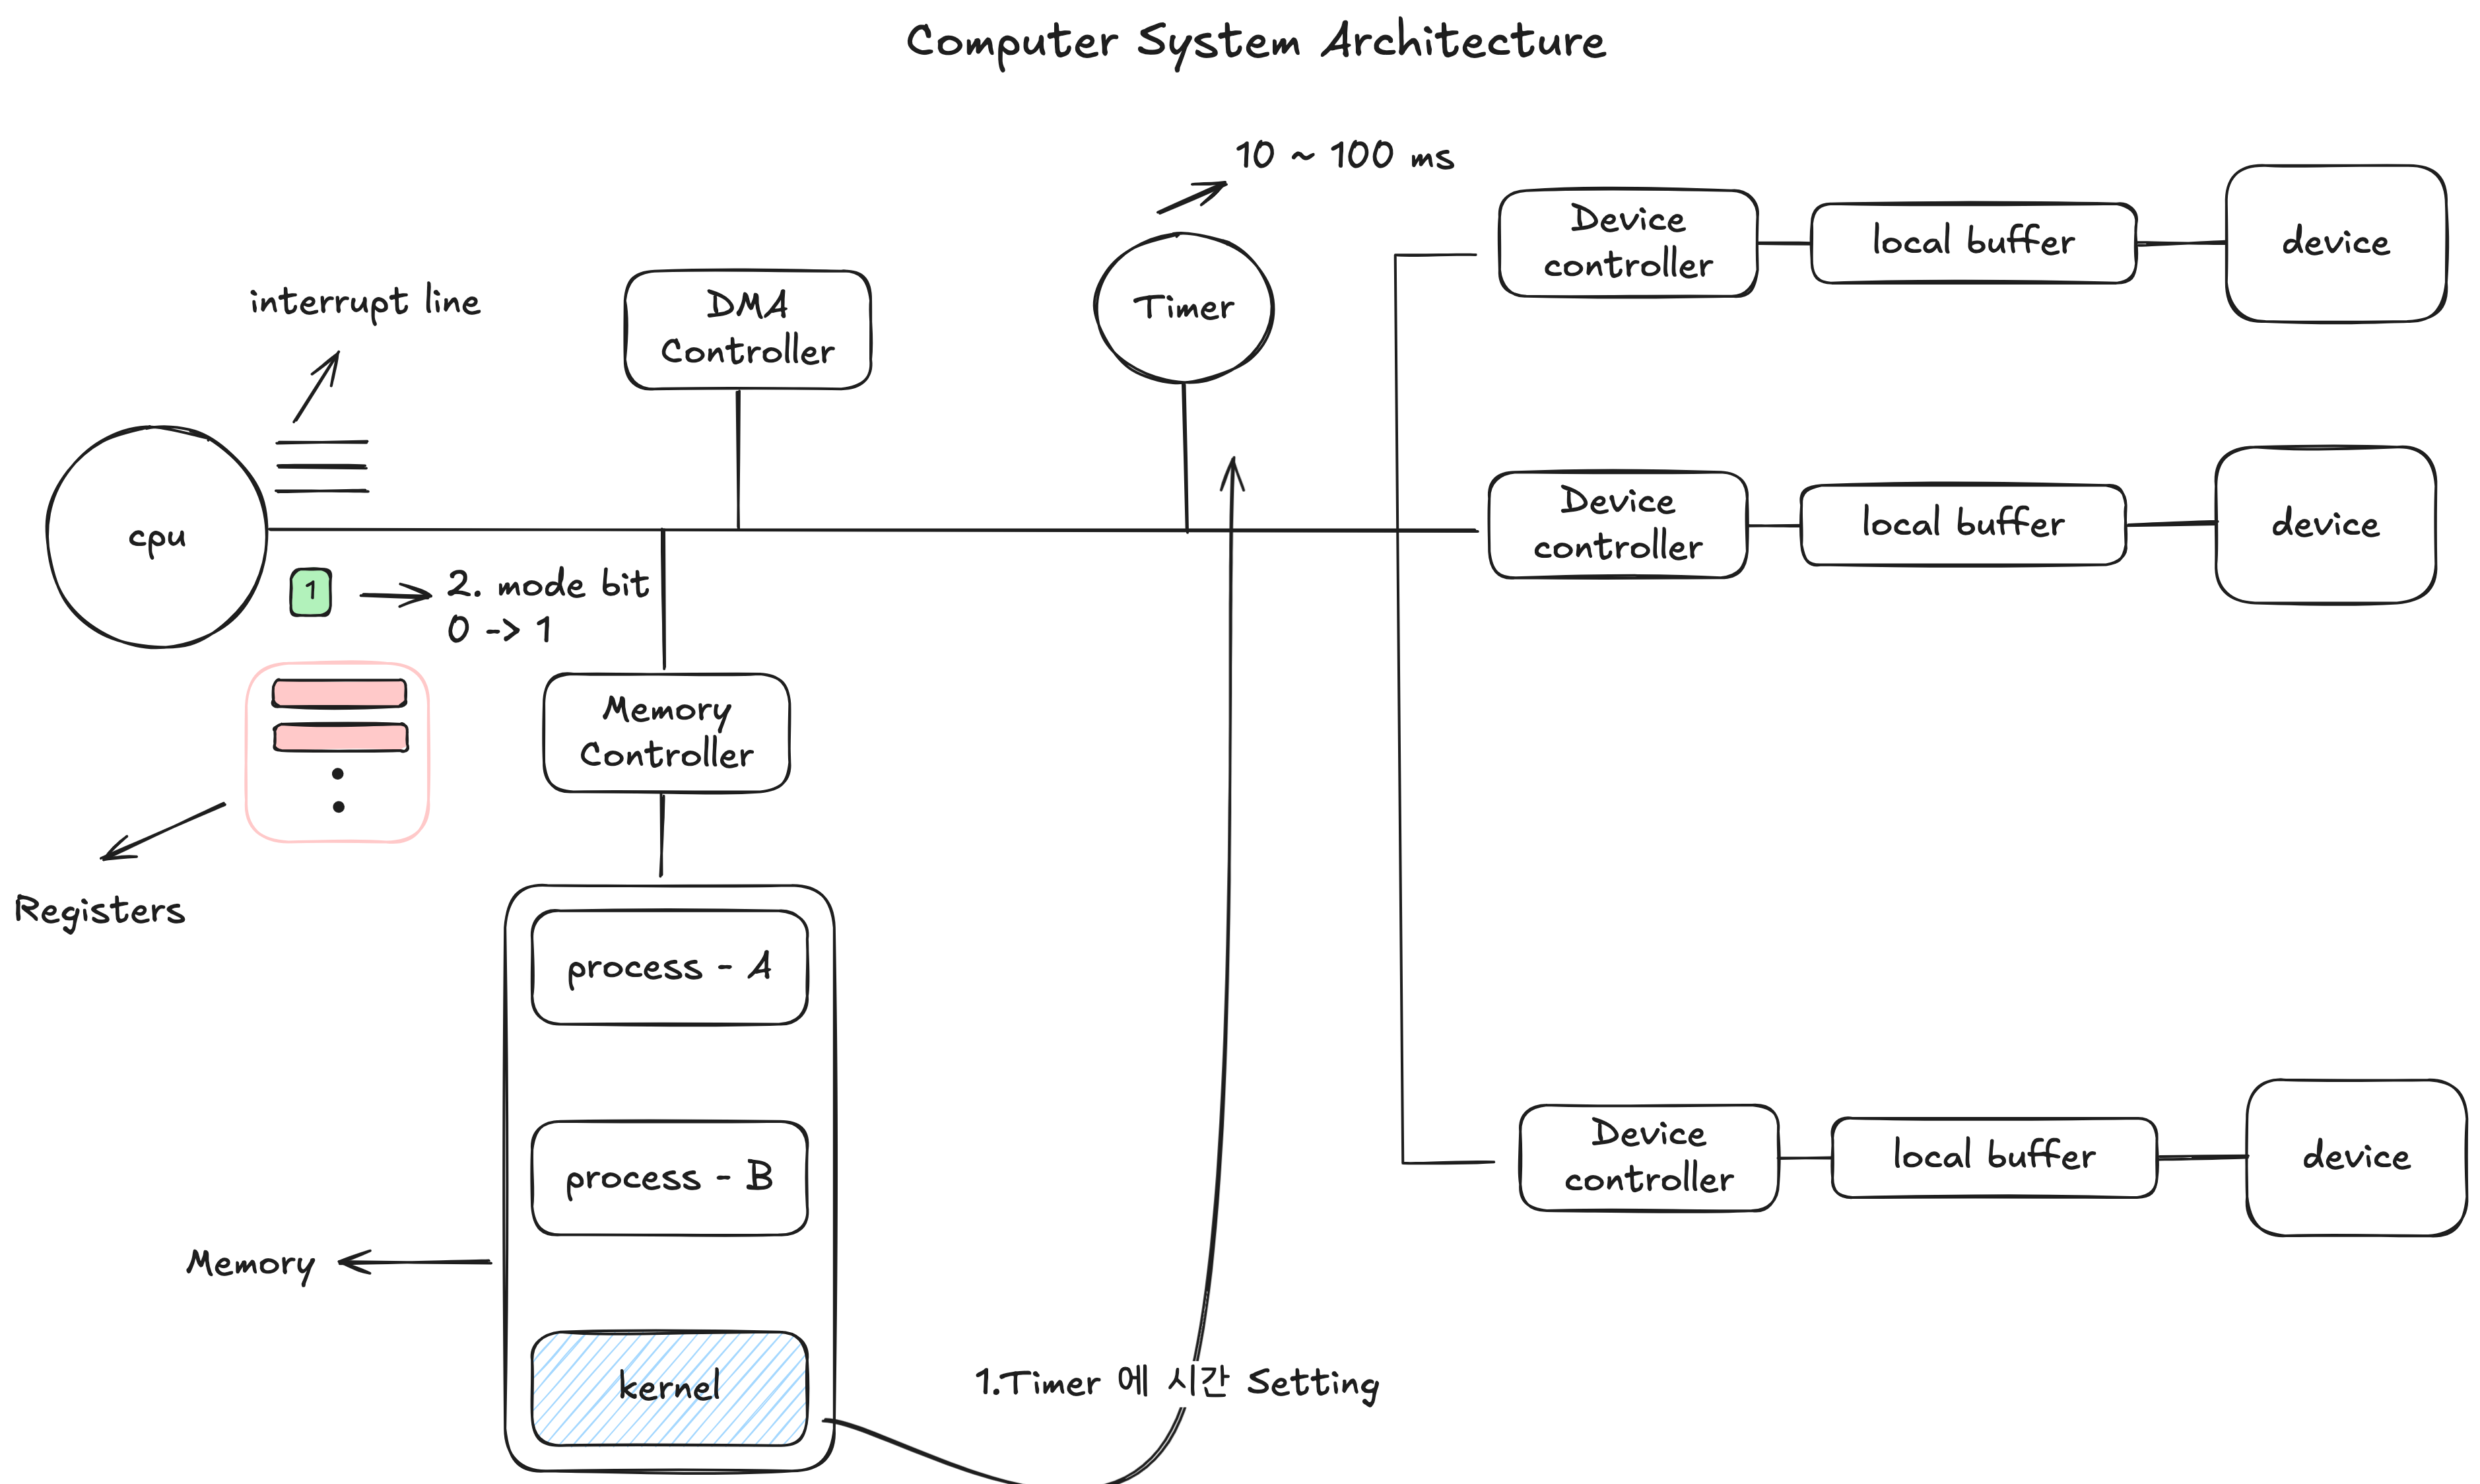 Computer System Architecture
10 ~ 100 ms
Device
controller
local buffer
device
interrupt line
DMA
Controller
Timer
cpu
Device
controller
local buffer
device
1
2. mode bit
0 -> 1
Memory
Controller
Registers
process - A
process - B
Device
controller
local buffer
device
Memory
kernel
1.Timer 에 시간 Setting